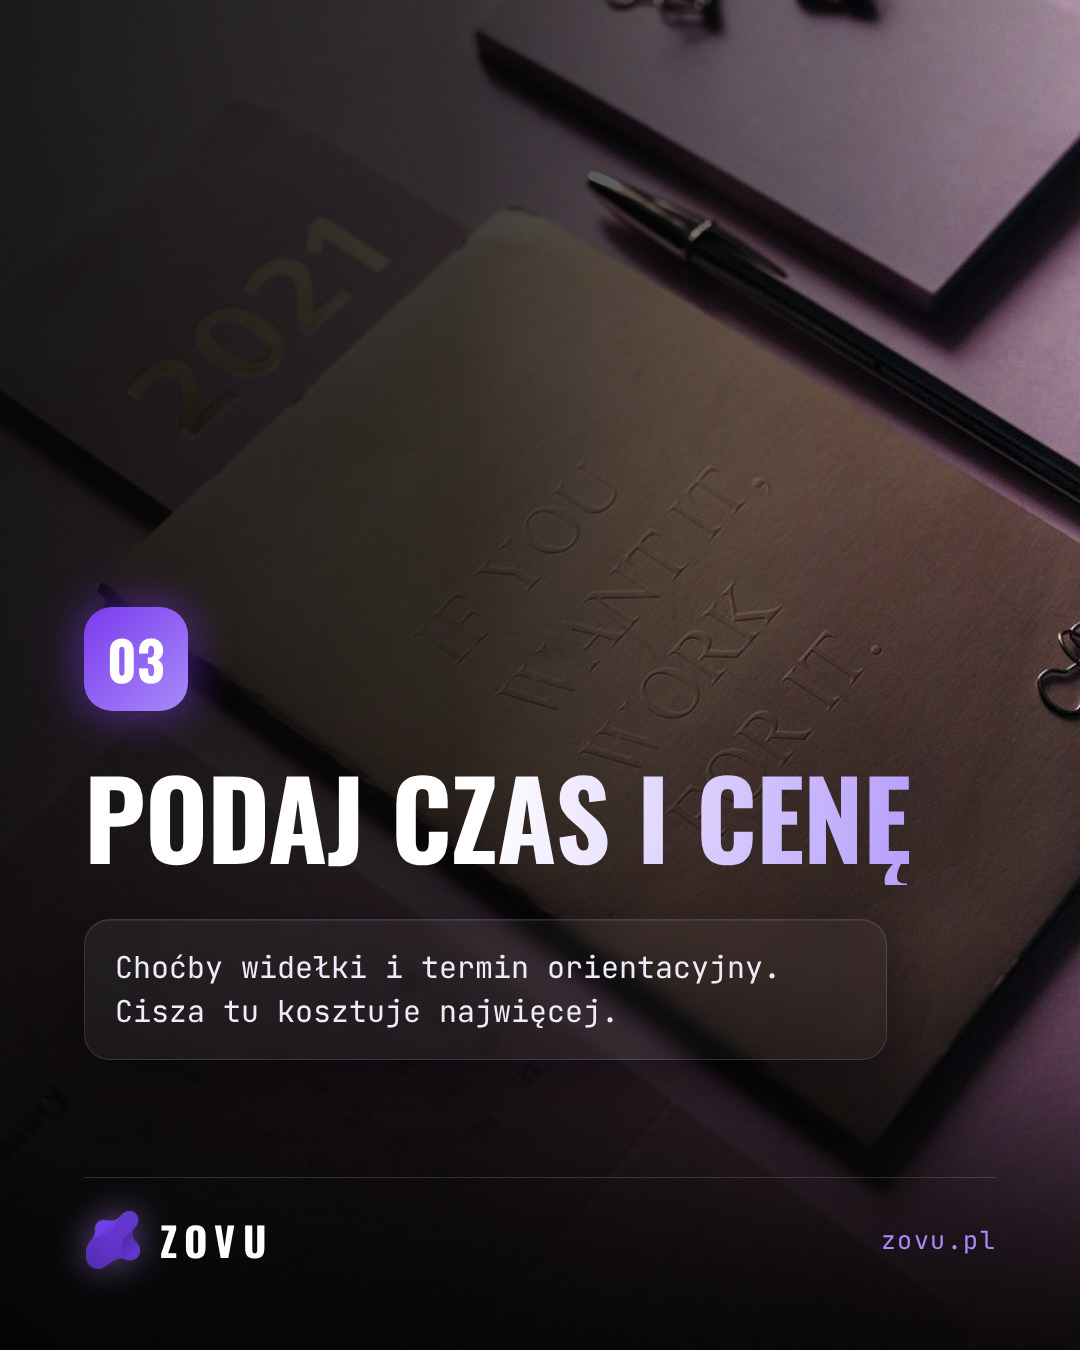 2021
IF YOU
WANT IT,
WORK
FOR IT.
03
PODAJ CZAS I CENĘ
Choćby widełki i termin orientacyjny.
Cisza tu kosztuje najwięcej.
ZOVU
zovu.pl